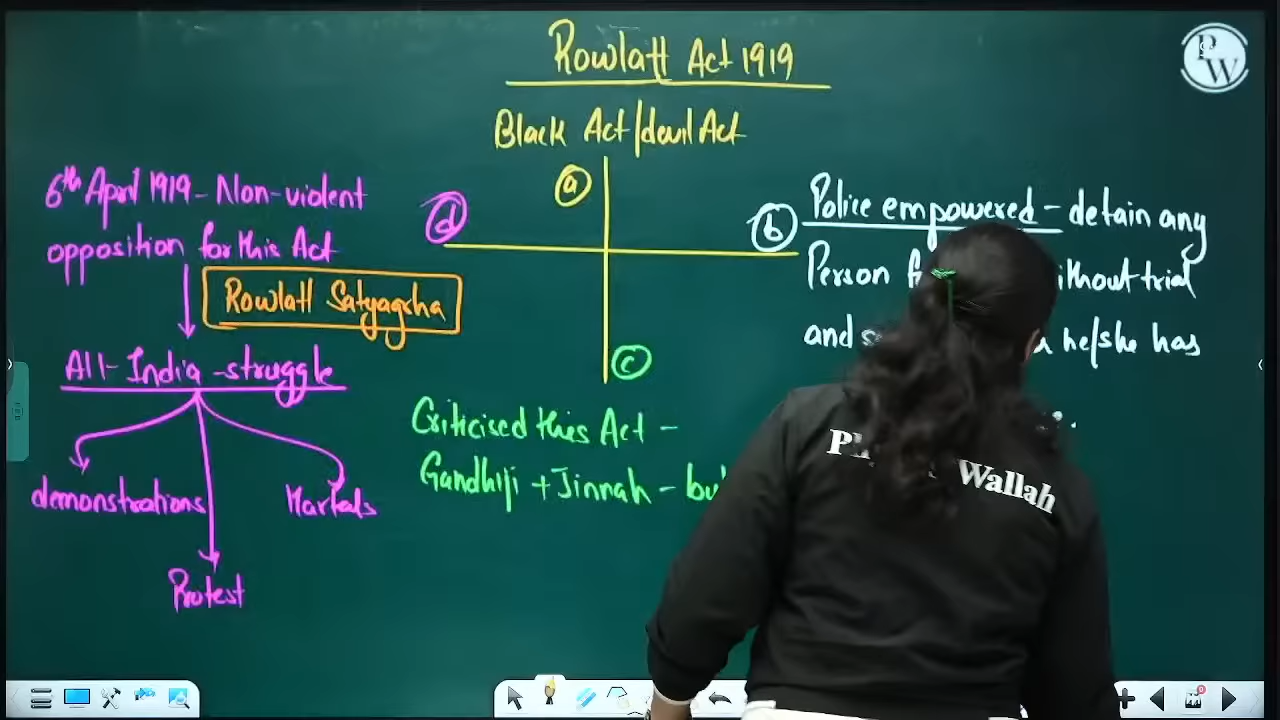 Rowlatt Act 1919
Black Act/devil Act
PW
6th April 1919 - Non-violent
opposition for this Act
Rowlatt Satyagrha
All-India-struggle
demonstrations
Hartals
Protest
a
b
c
d
Police empowered - detain any
Person ithout trial
and he/she has
Criticised this Act -
Gandhiji + Jinnah -
Wallah